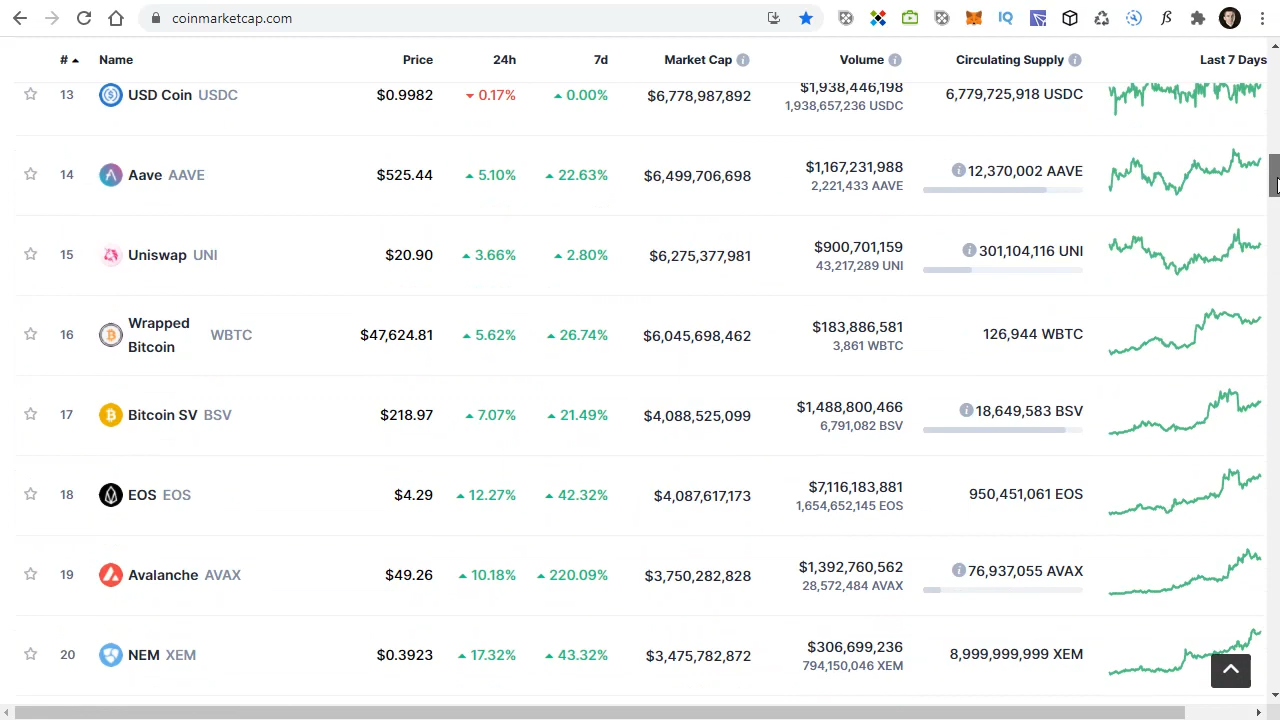 coinmarketcap.com
# Name Price 24h 7d Market Cap Volume Circulating Supply Last 7 Days
13 USD Coin USDC $0.9982 0.17% 0.00% $6,778,987,892 $1,938,446,198 6,779,725,918 USDC
1,938,657,236 USDC
14 Aave AAVE $525.44 5.10% 22.63% $6,499,706,698 $1,167,231,988 12,370,002 AAVE
2,221,433 AAVE
15 Uniswap UNI $20.90 3.66% 2.80% $6,275,377,981 $900,701,159 301,104,116 UNI
43,217,289 UNI
16 Wrapped Bitcoin WBTC $47,624.81 5.62% 26.74% $6,045,698,462 $183,886,581 126,944 WBTC
3,861 WBTC
17 Bitcoin SV BSV $218.97 7.07% 21.49% $4,088,525,099 $1,488,800,466 18,649,583 BSV
6,791,082 BSV
18 EOS EOS $4.29 12.27% 42.32% $4,087,617,173 $7,116,183,881 950,451,061 EOS
1,654,652,145 EOS
19 Avalanche AVAX $49.26 10.18% 220.09% $3,750,282,828 $1,392,760,562 76,937,055 AVAX
28,572,484 AVAX
20 NEM XEM $0.3923 17.32% 43.32% $3,475,782,872 $306,699,236 8,999,999,999 XEM
794,150,046 XEM